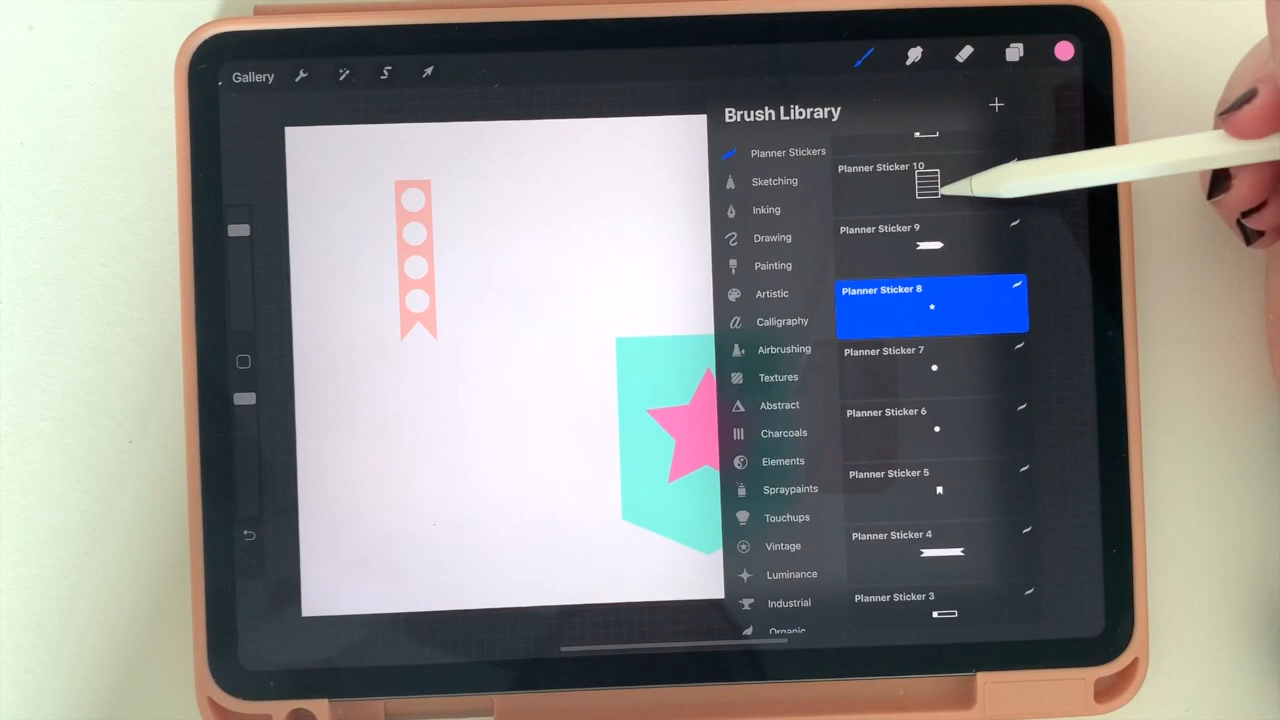 Gallery
Brush Library
Planner Stickers
Sketching
Inking
Drawing
Painting
Artistic
Calligraphy
Airbrushing
Textures
Abstract
Charcoals
Elements
Spraypaints
Touchups
Vintage
Luminance
Industrial
Organic
Planner Sticker 10
Planner Sticker 9
Planner Sticker 8
Planner Sticker 7
Planner Sticker 6
Planner Sticker 5
Planner Sticker 4
Planner Sticker 3